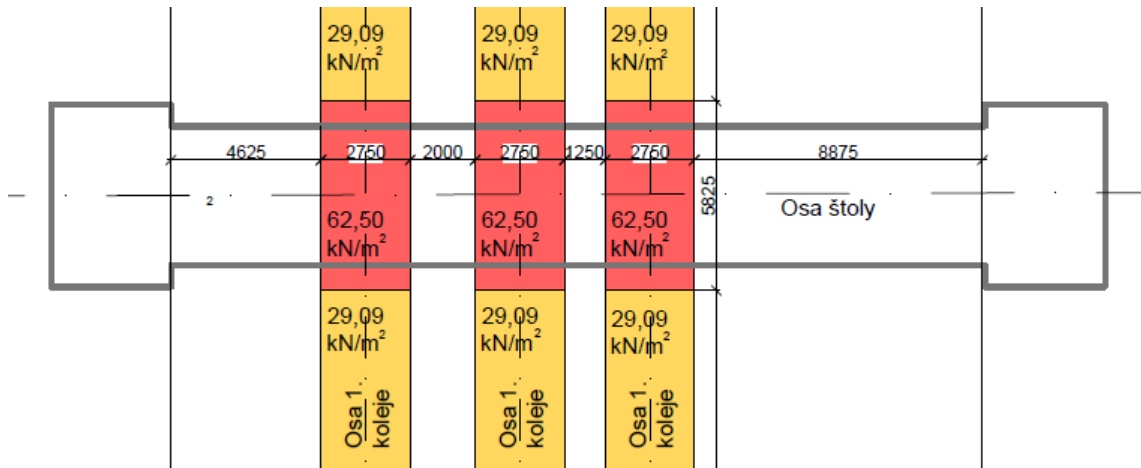 29,09
kN/m²
29,09
kN/m²
29,09
kN/m²
4625
2750
2000
2750
1250
2750
8875
5825
2
Osa štoly
62,50
kN/m²
62,50
kN/m²
62,50
kN/m²
29,09
kN/m²
29,09
kN/m²
29,09
kN/m²
Osa 1.
koleje
Osa 1.
koleje
Osa 1.
koleje